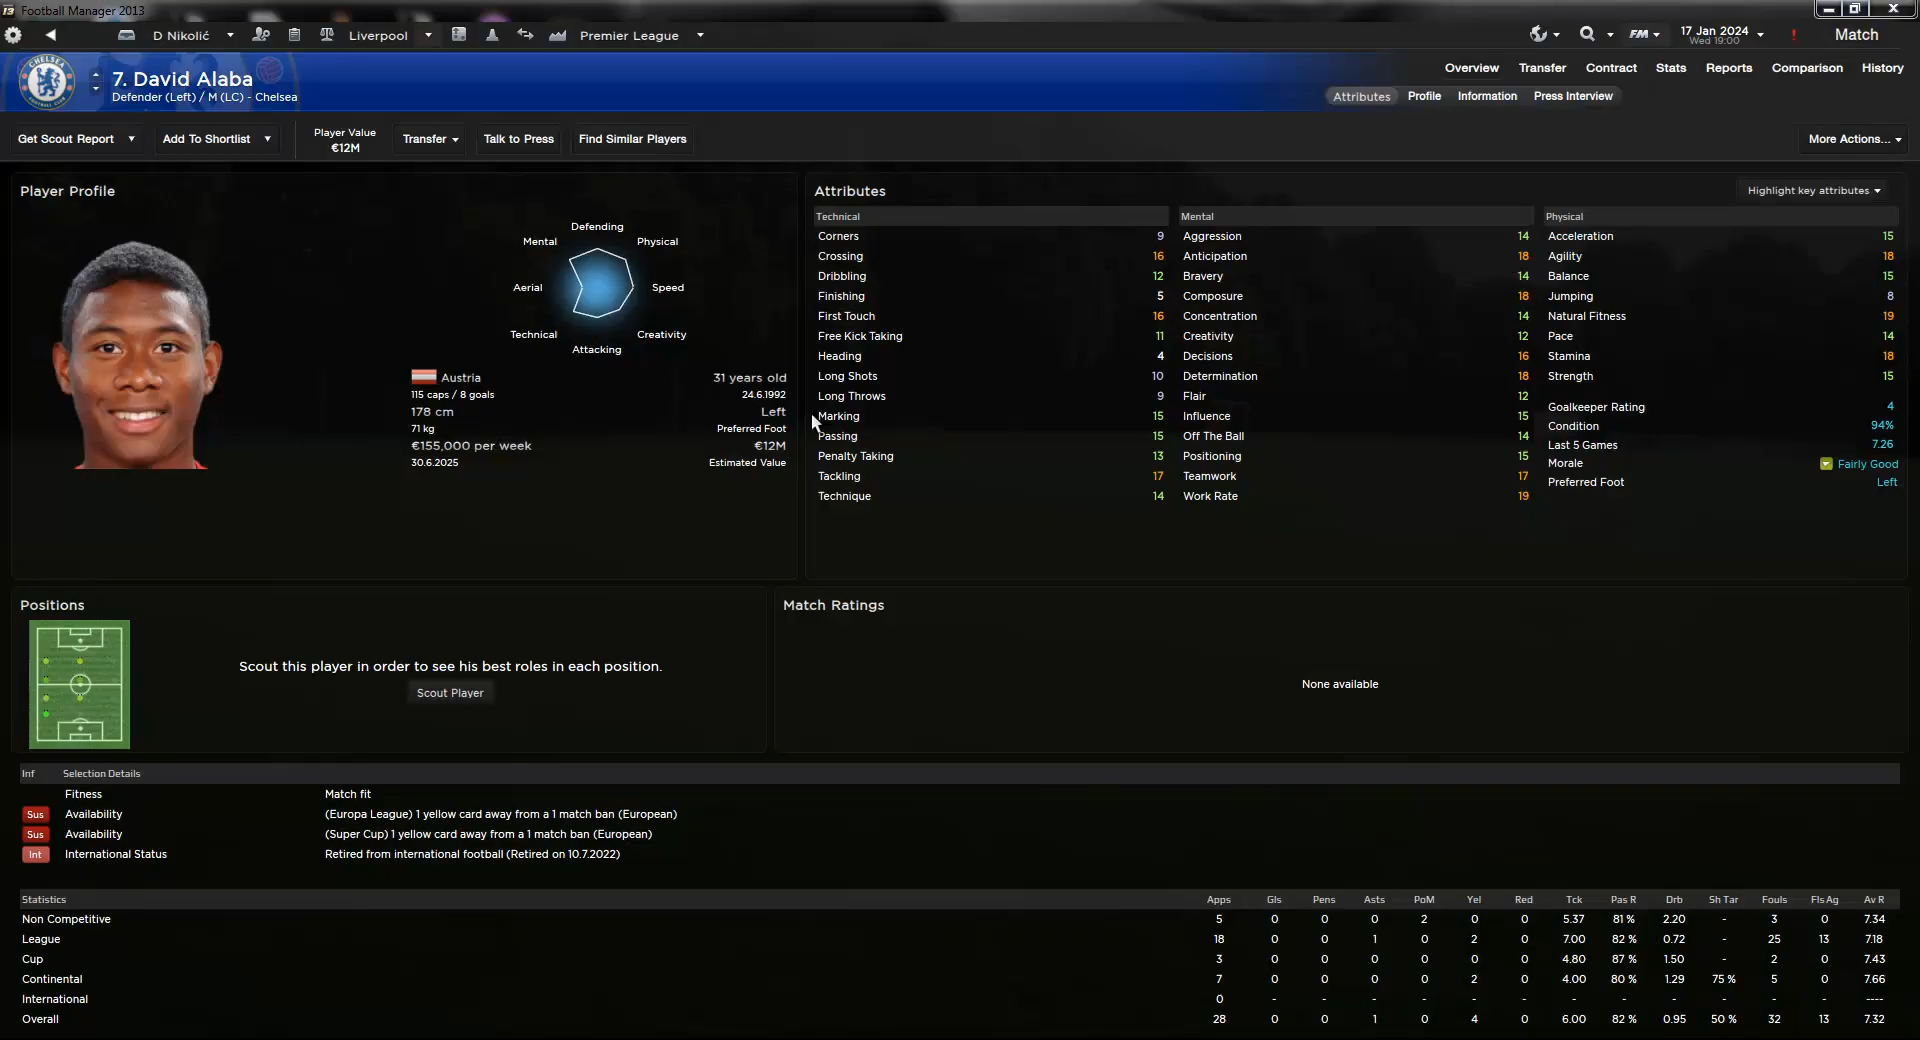 Football Manager 2013
D Nikolić Liverpool Premier League FM 17 Jan 2024 Match
Wed 19:00
7. David Alaba
Defender (Left) / M (LC) - Chelsea
Overview Transfer Contract Stats Reports Comparison History
Attributes Profile Information Press Interview
Get Scout Report Add To Shortlist Player Value Transfer Talk to Press Find Similar Players More Actions...
€12M
Player Profile
Defending
Mental Physical
Aerial Speed
Technical Creativity
Attacking
Austria 31 years old
115 caps / 8 goals 24.6.1992
178 cm Left
71 kg Preferred Foot
€155,000 per week €12M
30.6.2025 Estimated Value
Attributes Highlight key attributes
Technical Mental Physical
Corners 9 Aggression 14 Acceleration 15
Crossing 16 Anticipation 18 Agility 18
Dribbling 12 Bravery 14 Balance 15
Finishing 5 Composure 18 Jumping 8
First Touch 16 Concentration 14 Natural Fitness 19
Free Kick Taking 11 Creativity 12 Pace 14
Heading 4 Decisions 16 Stamina 18
Long Shots 10 Determination 18 Strength 15
Long Throws 9 Flair 12
Marking 15 Influence 15
Passing 15 Off The Ball 14
Penalty Taking 13 Positioning 15
Tackling 17 Teamwork 17
Technique 14 Work Rate 19
Goalkeeper Rating 4
Condition 94%
Last 5 Games 7.26
Morale Fairly Good
Preferred Foot Left
Positions
Scout this player in order to see his best roles in each position.
Scout Player
Match Ratings
None available
Inf Selection Details
Fitness Match fit
Sus Availability (Europa League) 1 yellow card away from a 1 match ban (European)
Sus Availability (Super Cup) 1 yellow card away from a 1 match ban (European)
Int International Status Retired from international football (Retired on 10.7.2022)
Statistics Apps Gls Pens Asts PoM Yel Red Tck Pas R Drb Sh Tar Fouls Fls Ag Av R
Non Competitive 5 0 0 0 2 0 0 5.37 81 % 2.20 - 3 0 7.34
League 18 0 0 1 0 2 0 7.00 82 % 0.72 - 25 13 7.18
Cup 3 0 0 0 0 0 0 4.80 87 % 1.50 - 2 0 7.43
Continental 7 0 0 0 0 2 0 4.00 80 % 1.29 75 % 5 0 7.66
International 0 - - - - - - - - - - - - ----
Overall 28 0 0 1 0 4 0 6.00 82 % 0.95 50 % 32 13 7.32